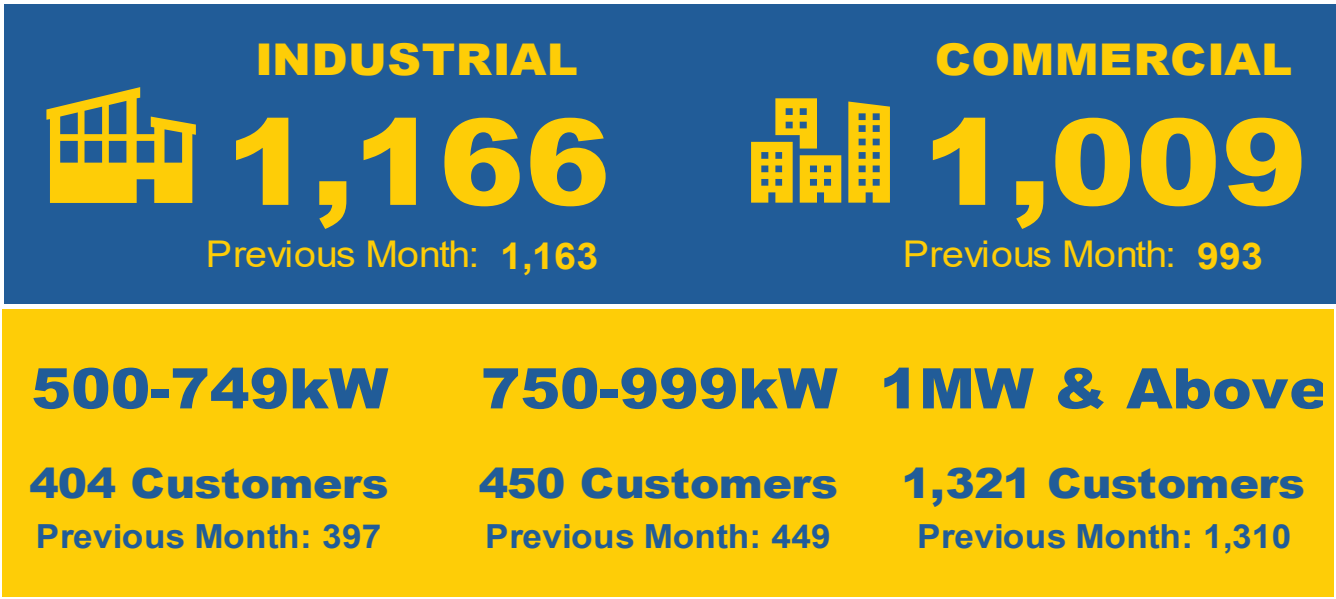 INDUSTRIAL
1,166
Previous Month: 1,163
COMMERCIAL
1,009
Previous Month: 993
500-749kW
404 Customers
Previous Month: 397
750-999kW
450 Customers
Previous Month: 449
1MW & Above
1,321 Customers
Previous Month: 1,310